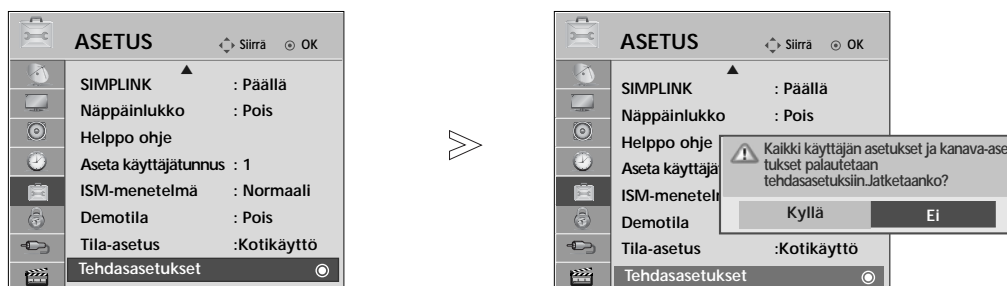 ASETUS Siirrä OK
SIMPLINK : Päällä
Näppäinlukko : Pois
Helppo ohje
Aseta käyttäjätunnus : 1
ISM-menetelmä : Normaali
Demotila : Pois
Tila-asetus :Kotikäyttö
Tehdasasetukset
ASETUS Siirrä OK
SIMPLINK : Päällä
Näppäinlukko : Pois
Helppo ohje
Aseta käyttäjä
ISM-menetel
Demotila
Tila-asetus :Kotikäyttö
Tehdasasetukset
Kaikki käyttäjän asetukset ja kanava-ase
tukset palautetaan
tehdasasetuksiin.Jatketaanko?
Kyllä Ei